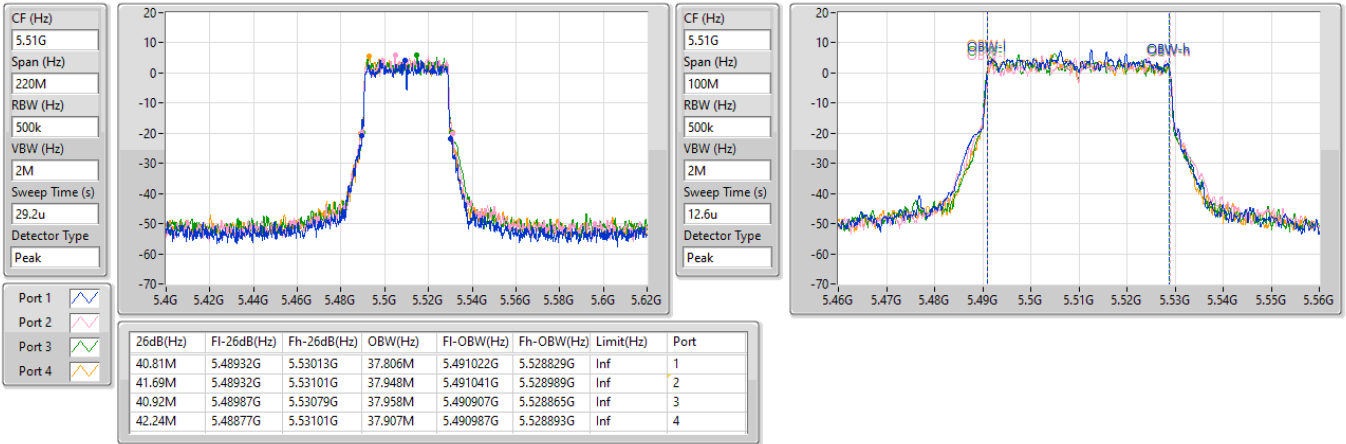 CF (Hz)
5.51G
Span (Hz)
220M
RBW (Hz)
500k
VBW (Hz)
2M
Sweep Time (s)
29.2u
Detector Type
Peak
20
10
0
-10
-20
-30
-40
-50
-60
-70
5.4G 5.42G 5.44G 5.46G 5.48G 5.5G 5.52G 5.54G 5.56G 5.58G 5.6G 5.62G
CF (Hz)
5.51G
Span (Hz)
100M
RBW (Hz)
500k
VBW (Hz)
2M
Sweep Time (s)
12.6u
Detector Type
Peak
20
10
0
-10
-20
-30
-40
-50
-60
-70
OBW-l OBW-h
5.46G 5.47G 5.48G 5.49G 5.5G 5.51G 5.52G 5.53G 5.54G 5.55G 5.56G
Port 1
Port 2
Port 3
Port 4
26dB(Hz) Fl-26dB(Hz) Fh-26dB(Hz) OBW(Hz) Fl-OBW(Hz) Fh-OBW(Hz) Limit(Hz) Port
40.81M 5.48932G 5.53013G 37.806M 5.491022G 5.528829G Inf 1
41.69M 5.48932G 5.53101G 37.948M 5.491041G 5.528989G Inf 2
40.92M 5.48987G 5.53079G 37.958M 5.490907G 5.528865G Inf 3
42.24M 5.48877G 5.53101G 37.907M 5.490987G 5.528893G Inf 4